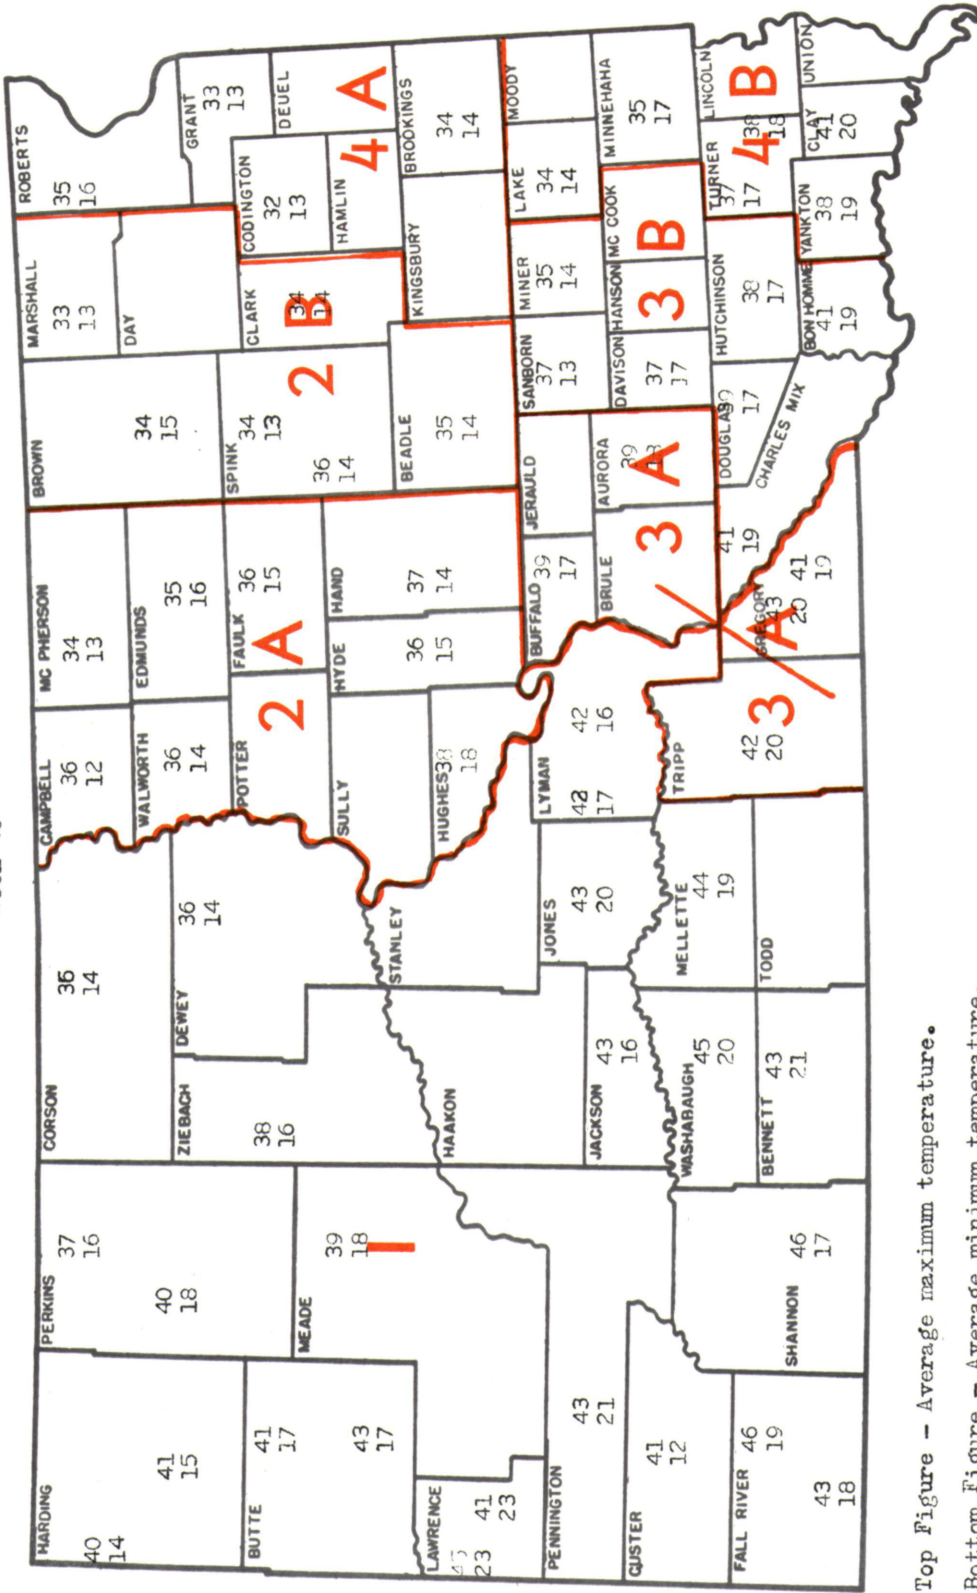 HARDING
40
14
41
15
PERKINS
37
16
40
18
CORSON
36
14
CAMPBELL
36
12
MC PHERSON
34
13
BROWN
34
15
MARSHALL
33
13
ROBERTS
35
16
WALWORTH
36
14
EDMUNDS
35
16
DAY
GRANT
33
13
BUTTE
41
17
43
17
ZIEBACH
38
16
DEWEY
36
14
POTTER
FAULK
36
15
2 A
SPINK
34
13
36
14
CLARK
34
14
2 B
CODINGTON
32
13
DEUEL
HAMLIN
4 A
MEADE
39
18
SULLY
HYDE
36
15
HAND
37
14
BEADLE
35
14
KINGSBURY
BROOKINGS
34
14
LAWRENCE
23
41
23
HAAKON
STANLEY
HUGHES
18
PENNINGTON
43
21
JACKSON
43
16
JONES
43
20
LYMAN
42
17
42
16
BUFFALO
39
17
JERAULD
SANBORN
37
13
MINER
35
14
LAKE
34
14
MOODY
BRULE
AURORA
39
3 A
DAVISON
37
17
HANSON
MC COOK
3 B
MINNEHAHA
35
17
CUSTER
41
12
WASHABAUGH
45
20
MELLETTE
44
19
TRIPP
42
20
GREGORY
43
20
3 A
41
19
41
19
DOUGLAS
39
17
CHARLES MIX
HUTCHINSON
38
17
TURNER
37
17
LINCOLN
38
18
4 B
FALL RIVER
46
19
43
18
SHANNON
46
17
BENNETT
43
21
TODD
BON HOMME
41
19
YANKTON
38
19
CLAY
41
20
UNION
Top Figure - Average maximum temperature.
Bottom Figure - Average minimum temperature.